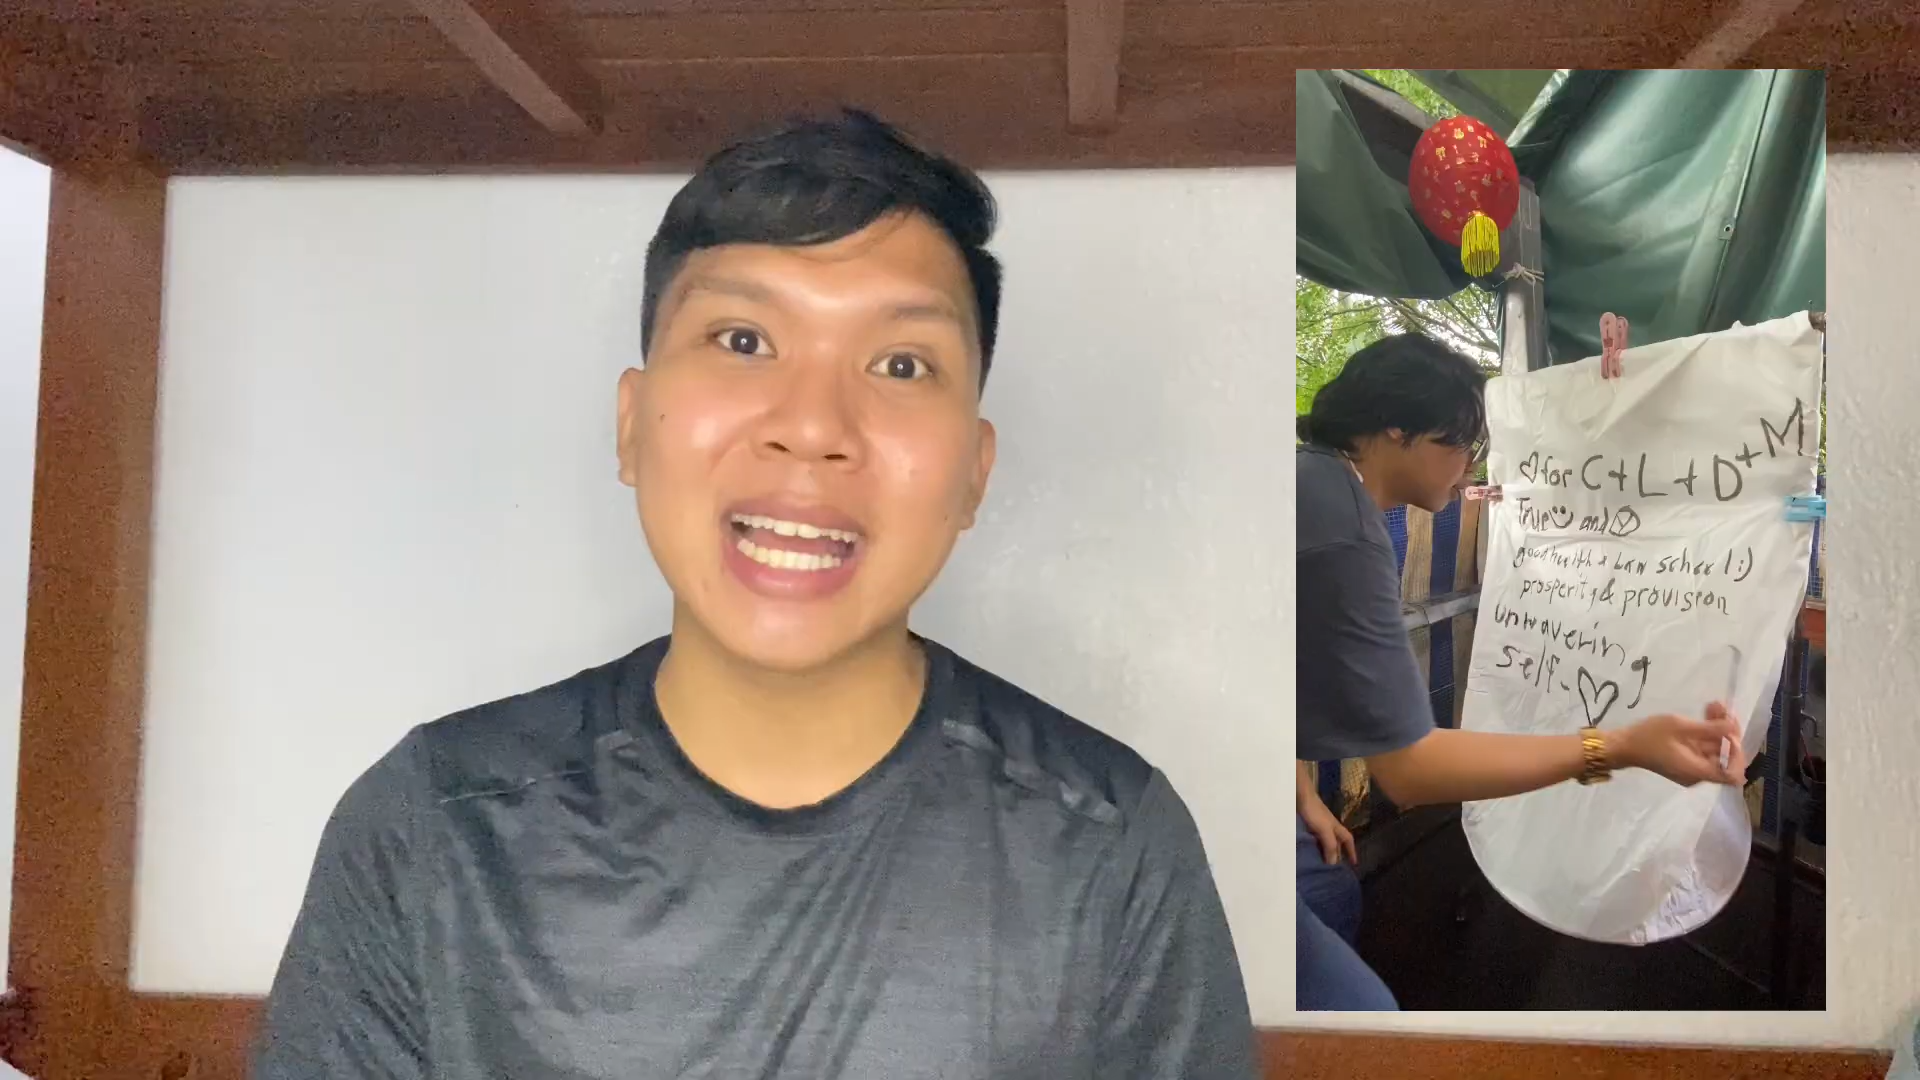 ♡for C+L+D+M
True☺ and
good health & Law school:)
prosperity & provision
unwavering
self-♡